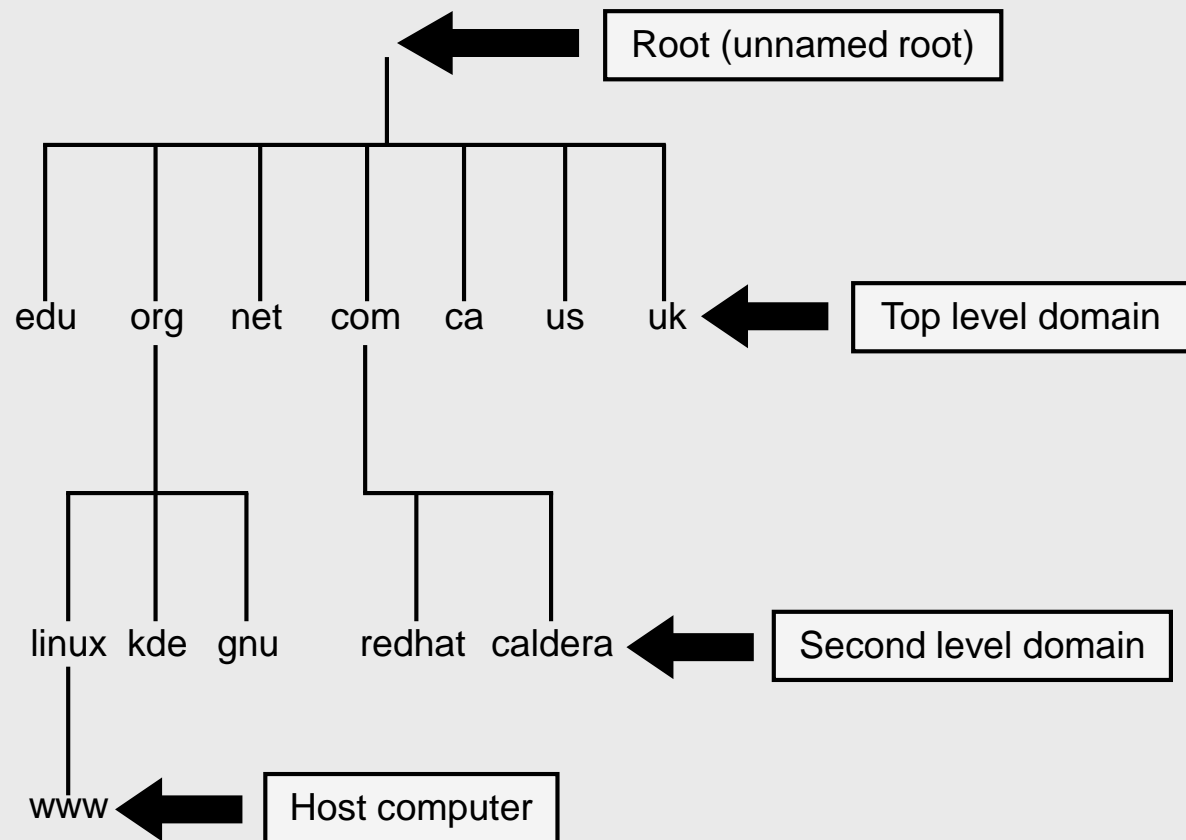 Root (unnamed root)
edu org net com ca us uk
Top level domain
linux kde gnu redhat caldera
Second level domain
www
Host computer